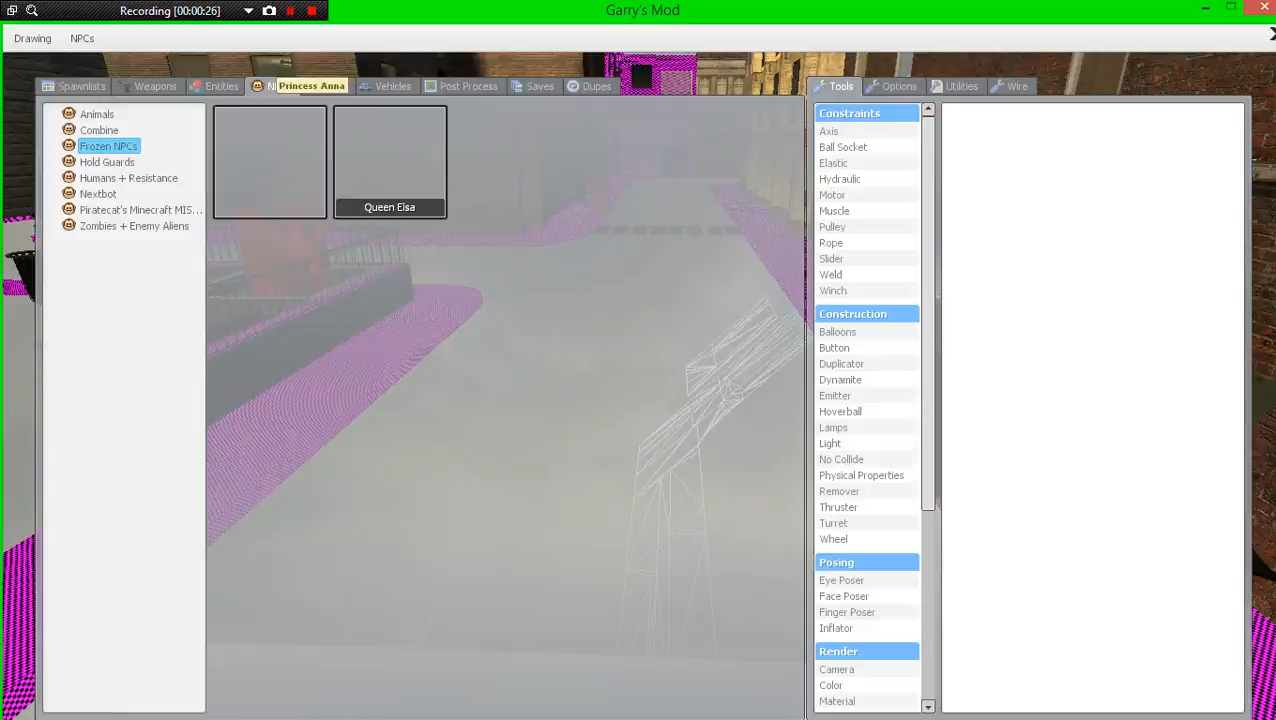 Recording [00:00:26]
Garry's Mod
Drawing
NPCs
Spawnlists
Weapons
Entities
N
Princess Anna
Vehicles
Post Process
Saves
Dupes
Animals
Combine
Frozen NPCs
Hold Guards
Humans + Resistance
Nextbot
Piratecat's Minecraft MIS...
Zombies + Enemy Aliens
Queen Elsa
Tools
Options
Utilities
Wire
Constraints
Axis
Ball Socket
Elastic
Hydraulic
Motor
Muscle
Pulley
Rope
Slider
Weld
Winch
Construction
Balloons
Button
Duplicator
Dynamite
Emitter
Hoverball
Lamps
Light
No Collide
Physical Properties
Remover
Thruster
Turret
Wheel
Posing
Eye Poser
Face Poser
Finger Poser
Inflator
Render
Camera
Color
Material